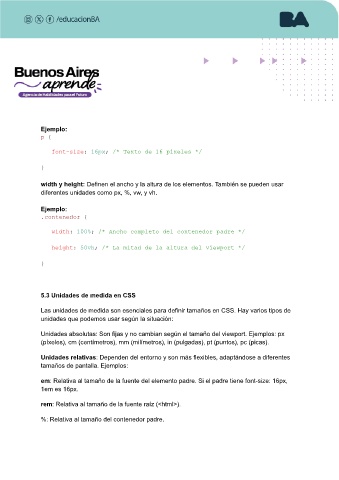 /educacionBA
BA
Buenos Aires
aprende
Agencia de Habilidades para el Futuro
Ejemplo:
p {
font-size: 16px; /* Texto de 16 píxeles */
}
width y height: Definen el ancho y la altura de los elementos. También se pueden usar
diferentes unidades como px, %, vw, y vh.
Ejemplo:
.contenedor {
width: 100%; /* Ancho completo del contenedor padre */
height: 50vh; /* La mitad de la altura del viewport */
}
5.3 Unidades de medida en CSS
Las unidades de medida son esenciales para definir tamaños en CSS. Hay varios tipos de
unidades que podemos usar según la situación:
Unidades absolutas: Son fijas y no cambian según el tamaño del viewport. Ejemplos: px
(píxeles), cm (centímetros), mm (milímetros), in (pulgadas), pt (puntos), pc (picas).
Unidades relativas: Dependen del entorno y son más flexibles, adaptándose a diferentes
tamaños de pantalla. Ejemplos:
em: Relativa al tamaño de la fuente del elemento padre. Si el padre tiene font-size: 16px,
1em es 16px.
rem: Relativa al tamaño de la fuente raíz (<html>).
%: Relativa al tamaño del contenedor padre.